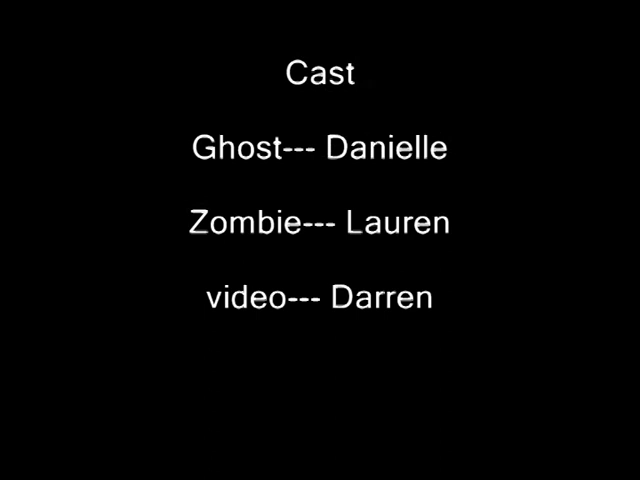 Cast
Ghost--- Danielle
Zombie--- Lauren
video--- Darren